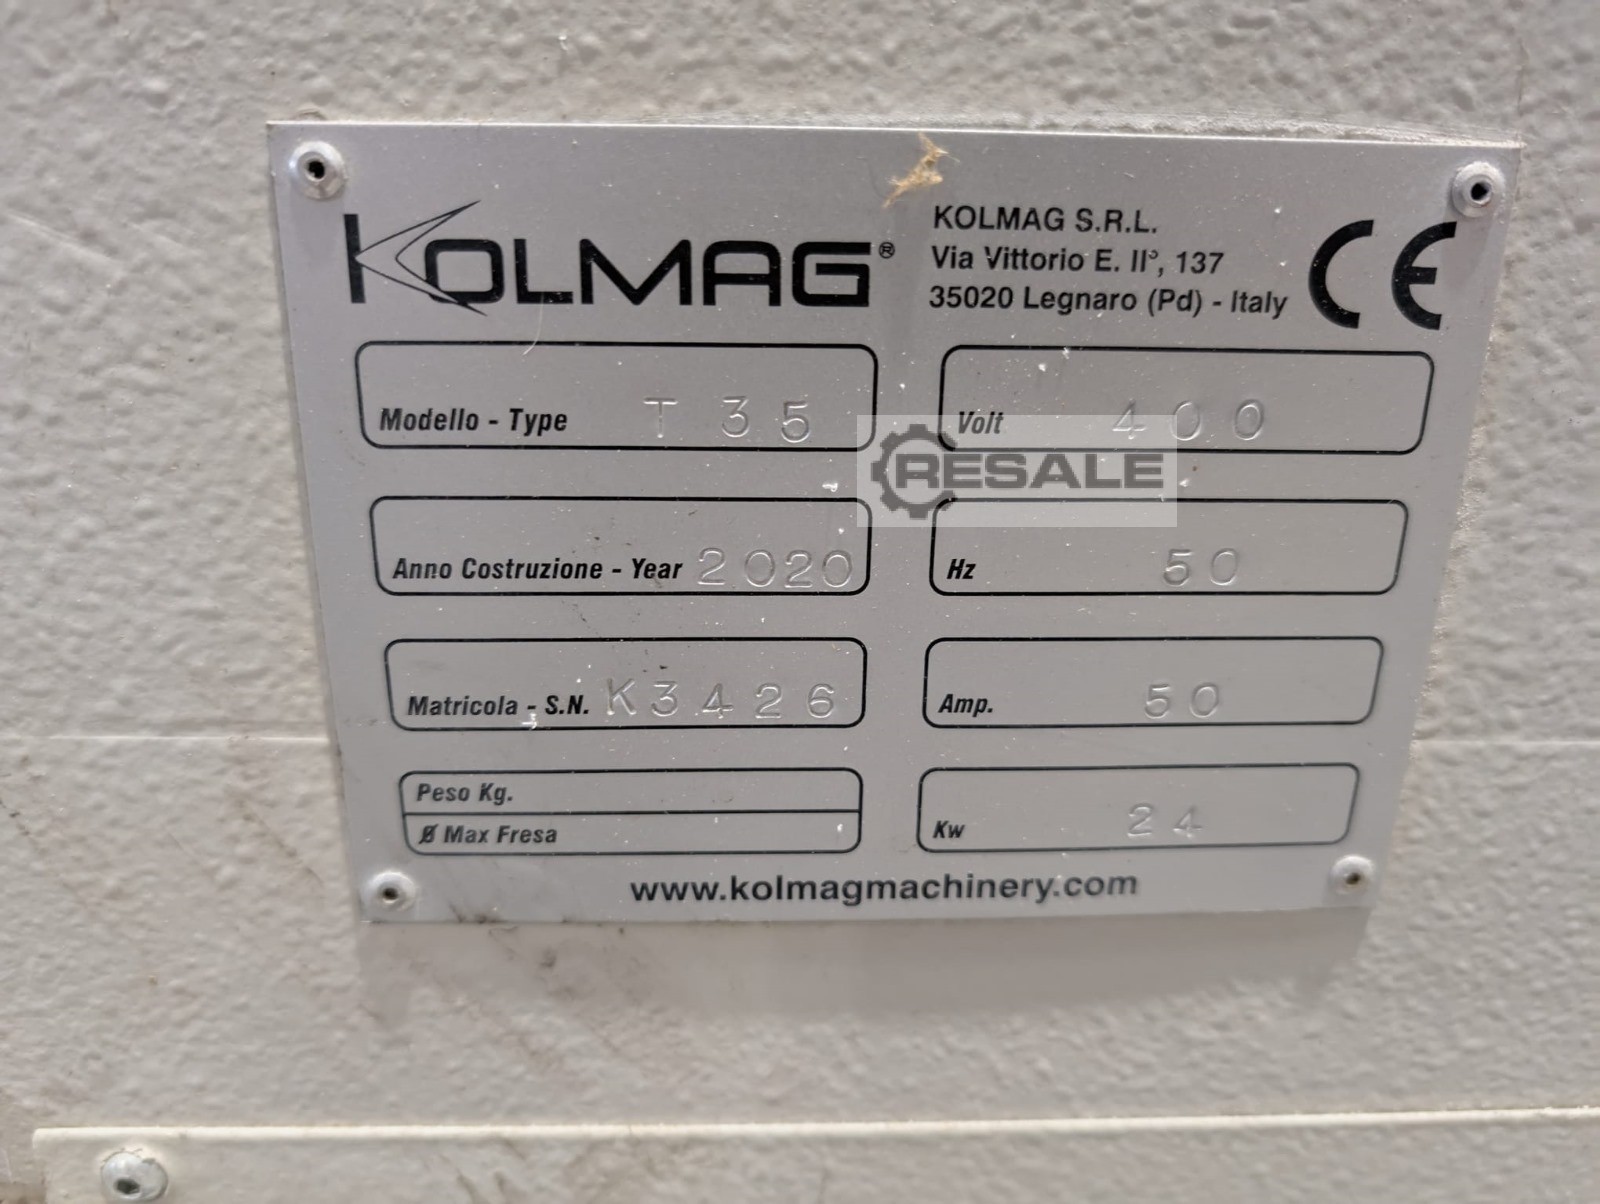 KOLMAG®
KOLMAG S.R.L.
Via Vittorio E. II°, 137
35020 Legnaro (Pd) - Italy
CE
Modello - Type T 35
Volt 400
RESALE
Anno Costruzione - Year 2020
Hz 50
Matricola - S.N. K3426
Amp. 50
Peso Kg.
Ø Max Fresa
Kw 24
www.kolmagmachinery.com